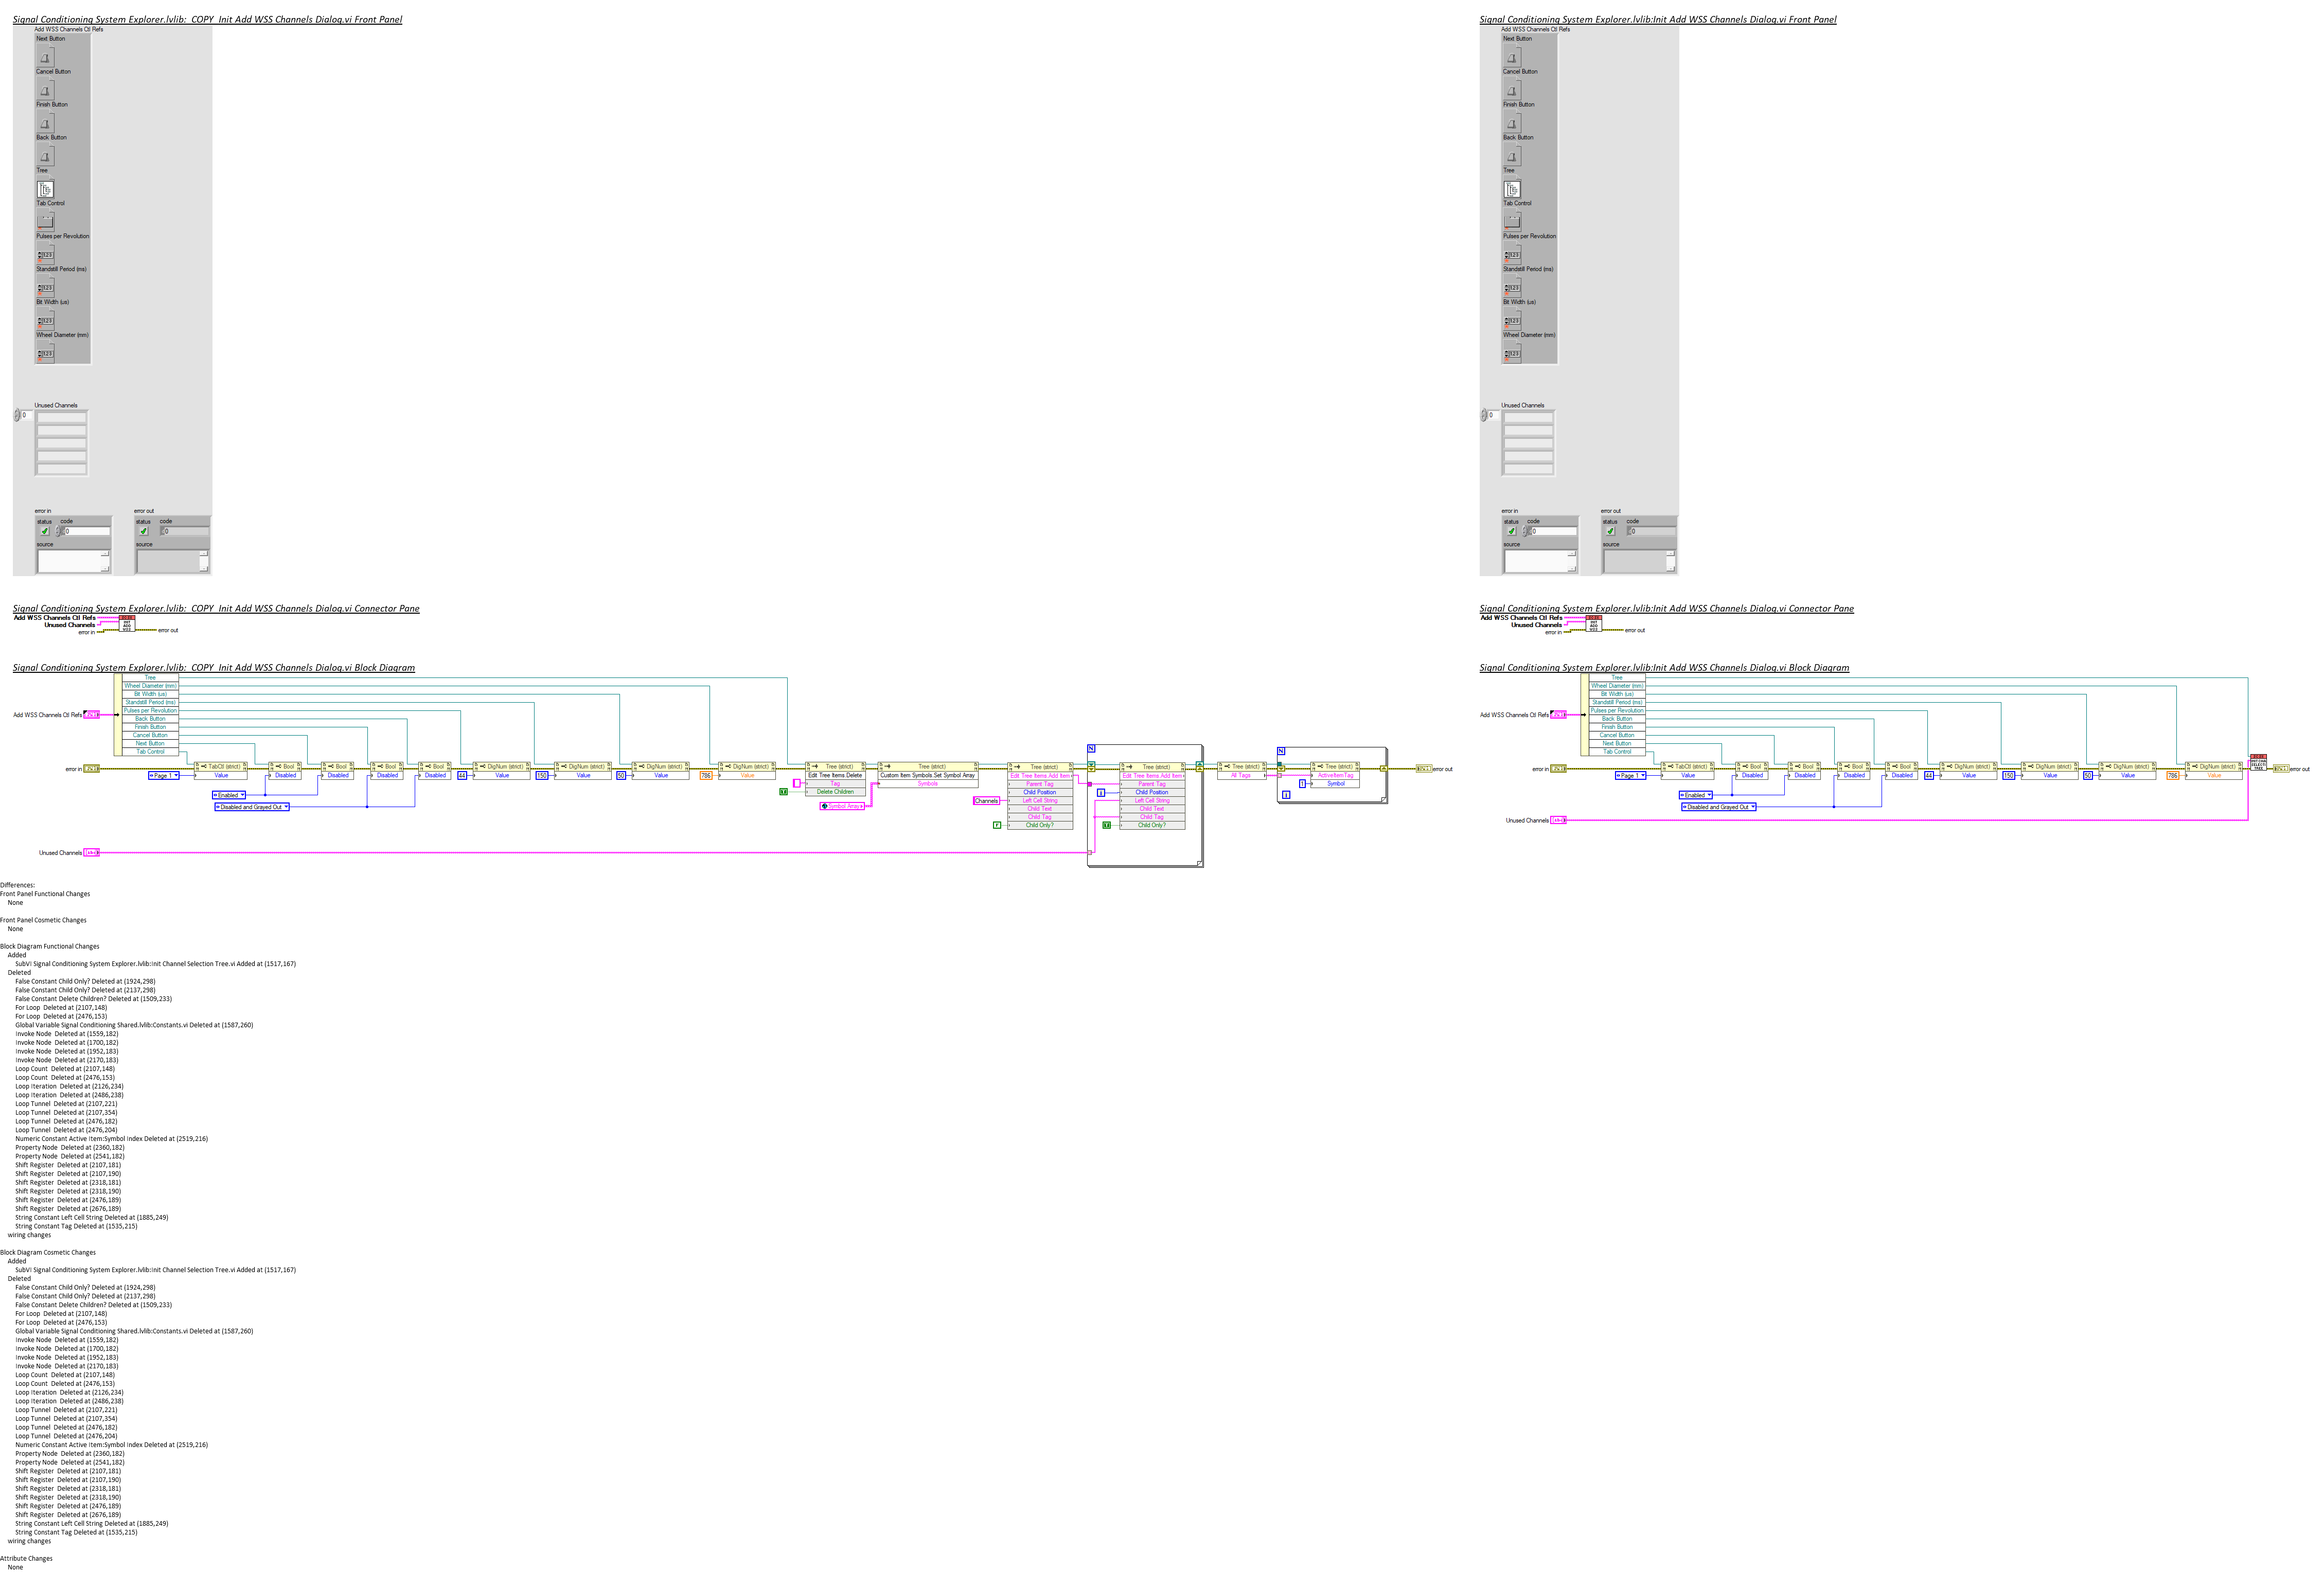 Signal Conditioning System Explorer.lvlib:_COPY_Init Add WSS Channels Dialog.vi Front Panel
Add WSS Channels Ctl Refs
Next Button
Cancel Button
Finish Button
Back Button
Tree
Tab Control
Pulses per Revolution
Standstill Period (ms)
Bit Width (us)
Wheel Diameter (mm)
Unused Channels
0
error in
status code
0
source
error out
status code
0
source
Signal Conditioning System Explorer.lvlib:Init Add WSS Channels Dialog.vi Front Panel
Add WSS Channels Ctl Refs
Next Button
Cancel Button
Finish Button
Back Button
Tree
Tab Control
Pulses per Revolution
Standstill Period (ms)
Bit Width (us)
Wheel Diameter (mm)
Unused Channels
0
error in
status code
0
source
error out
status code
0
source
Signal Conditioning System Explorer.lvlib:_COPY_Init Add WSS Channels Dialog.vi Connector Pane
Add WSS Channels Ctl Refs
Unused Channels
error in
error out
Signal Conditioning System Explorer.lvlib:Init Add WSS Channels Dialog.vi Connector Pane
Add WSS Channels Ctl Refs
Unused Channels
error in
error out
Signal Conditioning System Explorer.lvlib:_COPY_Init Add WSS Channels Dialog.vi Block Diagram
Tree
Wheel Diameter (mm)
Bit Width (us)
Standstill Period (ms)
Pulses per Revolution
Back Button
Finish Button
Cancel Button
Next Button
Tab Control
Add WSS Channels Ctl Refs
error in
Page 1
TabCtl (strict)
Value
Bool
Disabled
Bool
Disabled
Bool
Disabled
Bool
Disabled
Enabled
Disabled and Grayed Out
44
DigNum (strict)
Value
150
DigNum (strict)
Value
50
DigNum (strict)
Value
786
DigNum (strict)
Value
Tree (strict)
Edit Tree Items.Delete
Tag
Delete Children
Tree (strict)
Custom Item Symbols.Set Symbol Array
Symbols
Symbol Array
Channels
Tree (strict)
Edit Tree Items.Add Item
Parent Tag
Child Position
Left Cell String
Child Text
Child Tag
Child Only?
N
i
Tree (strict)
Edit Tree Items.Add Item
Parent Tag
Child Position
Left Cell String
Child Text
Child Tag
Child Only?
Tree (strict)
All Tags
N
i
Tree (strict)
ActiveItemTag
Symbol
error out
Unused Channels
Signal Conditioning System Explorer.lvlib:Init Add WSS Channels Dialog.vi Block Diagram
Tree
Wheel Diameter (mm)
Bit Width (us)
Standstill Period (ms)
Pulses per Revolution
Back Button
Finish Button
Cancel Button
Next Button
Tab Control
Add WSS Channels Ctl Refs
error in
Page 1
TabCtl (strict)
Value
Bool
Disabled
Bool
Disabled
Bool
Disabled
Bool
Disabled
Enabled
Disabled and Grayed Out
44
DigNum (strict)
Value
150
DigNum (strict)
Value
50
DigNum (strict)
Value
786
DigNum (strict)
Value
error out
Unused Channels
Differences:
Front Panel Functional Changes
None
Front Panel Cosmetic Changes
None
Block Diagram Functional Changes
Added
SubVI Signal Conditioning System Explorer.lvlib:Init Channel Selection Tree.vi Added at (1517,167)
Deleted
False Constant Child Only? Deleted at (1924,298)
False Constant Child Only? Deleted at (2137,298)
False Constant Delete Children? Deleted at (1509,233)
For Loop  Deleted at (2107,148)
For Loop  Deleted at (2476,153)
Global Variable Signal Conditioning Shared.lvlib:Constants.vi Deleted at (1587,260)
Invoke Node  Deleted at (1559,182)
Invoke Node  Deleted at (1700,182)
Invoke Node  Deleted at (1952,183)
Invoke Node  Deleted at (2170,183)
Loop Count  Deleted at (2107,148)
Loop Count  Deleted at (2476,153)
Loop Iteration  Deleted at (2126,234)
Loop Iteration  Deleted at (2486,238)
Loop Tunnel  Deleted at (2107,221)
Loop Tunnel  Deleted at (2107,354)
Loop Tunnel  Deleted at (2476,182)
Loop Tunnel  Deleted at (2476,204)
Numeric Constant Active Item:Symbol Index Deleted at (2519,216)
Property Node  Deleted at (2360,182)
Property Node  Deleted at (2541,182)
Shift Register  Deleted at (2107,181)
Shift Register  Deleted at (2107,190)
Shift Register  Deleted at (2318,181)
Shift Register  Deleted at (2318,190)
Shift Register  Deleted at (2476,189)
Shift Register  Deleted at (2676,189)
String Constant Left Cell String Deleted at (1885,249)
String Constant Tag Deleted at (1535,215)
wiring changes
Block Diagram Cosmetic Changes
Added
SubVI Signal Conditioning System Explorer.lvlib:Init Channel Selection Tree.vi Added at (1517,167)
Deleted
False Constant Child Only? Deleted at (1924,298)
False Constant Child Only? Deleted at (2137,298)
False Constant Delete Children? Deleted at (1509,233)
For Loop  Deleted at (2107,148)
For Loop  Deleted at (2476,153)
Global Variable Signal Conditioning Shared.lvlib:Constants.vi Deleted at (1587,260)
Invoke Node  Deleted at (1559,182)
Invoke Node  Deleted at (1700,182)
Invoke Node  Deleted at (1952,183)
Invoke Node  Deleted at (2170,183)
Loop Count  Deleted at (2107,148)
Loop Count  Deleted at (2476,153)
Loop Iteration  Deleted at (2126,234)
Loop Iteration  Deleted at (2486,238)
Loop Tunnel  Deleted at (2107,221)
Loop Tunnel  Deleted at (2107,354)
Loop Tunnel  Deleted at (2476,182)
Loop Tunnel  Deleted at (2476,204)
Numeric Constant Active Item:Symbol Index Deleted at (2519,216)
Property Node  Deleted at (2360,182)
Property Node  Deleted at (2541,182)
Shift Register  Deleted at (2107,181)
Shift Register  Deleted at (2107,190)
Shift Register  Deleted at (2318,181)
Shift Register  Deleted at (2318,190)
Shift Register  Deleted at (2476,189)
Shift Register  Deleted at (2676,189)
String Constant Left Cell String Deleted at (1885,249)
String Constant Tag Deleted at (1535,215)
wiring changes
Attribute Changes
None